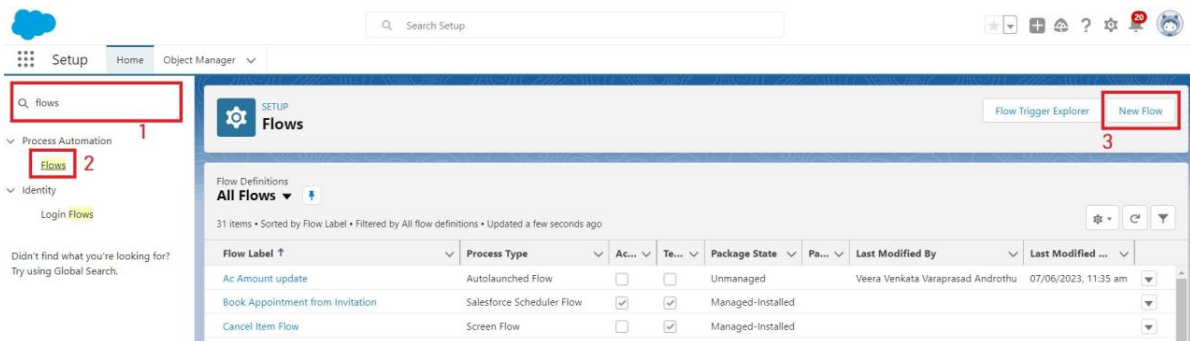 Search Setup
20
Setup Home Object Manager
flows
1
Process Automation
Flows 2
Identity
Login Flows
Didn't find what you're looking for?
Try using Global Search.
SETUP
Flows
Flow Trigger Explorer New Flow
3
Flow Definitions
All Flows
31 items • Sorted by Flow Label • Filtered by All flow definitions • Updated a few seconds ago
Flow Label ↑ Process Type Ac... Te... Package State Pa... Last Modified By Last Modified ...
Ac Amount update Autolaunched Flow Unmanaged Veera Venkata Varaprasad Androthu 07/06/2023, 11:35 am
Book Appointment from Invitation Salesforce Scheduler Flow Managed-Installed
Cancel Item Flow Screen Flow Managed-Installed